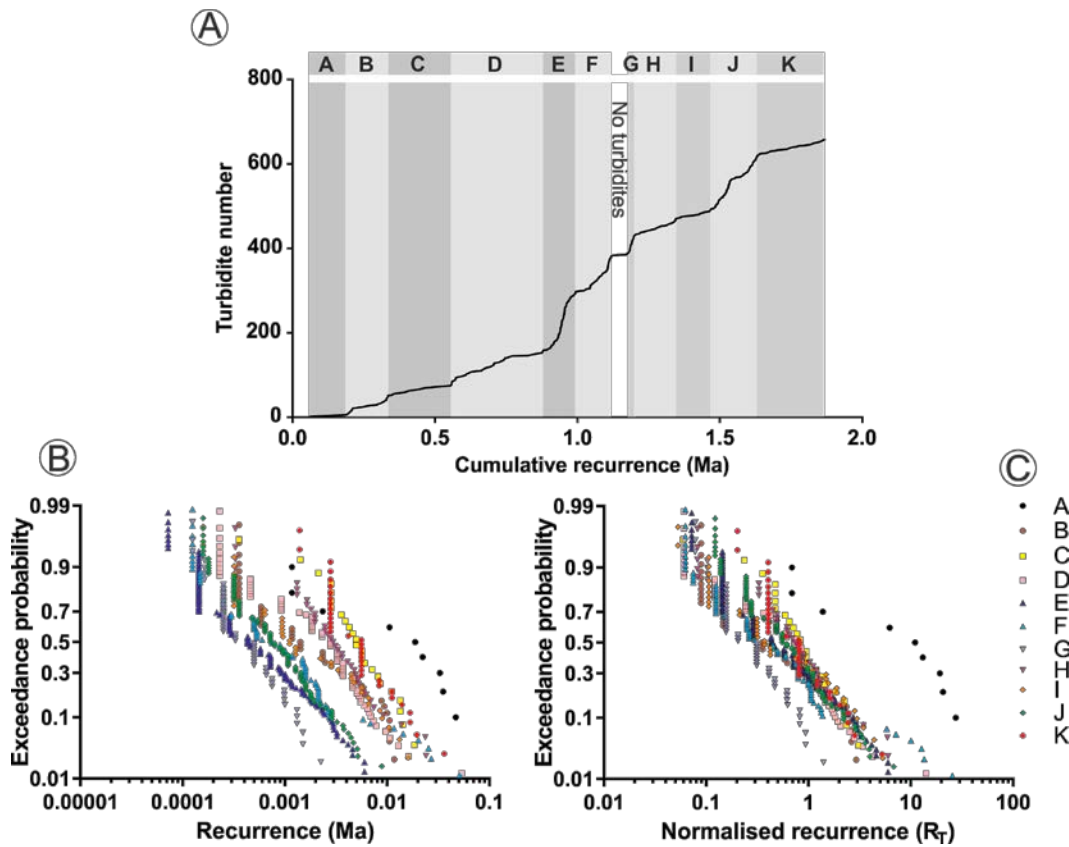 A
A B C D E F G H I J K
800
600
400
200
0
Turbidite number
No turbidites
0.0 0.5 1.0 1.5 2.0
Cumulative recurrence (Ma)
B
0.99
0.9
0.7
0.5
0.3
0.1
0.01
Exceedance probability
0.00001 0.0001 0.001 0.01 0.1
Recurrence (Ma)
C
0.99
0.9
0.7
0.5
0.3
0.1
0.01
Exceedance probability
0.01 0.1 1 10 100
Normalised recurrence (R_T)
A
B
C
D
E
F
G
H
I
J
K